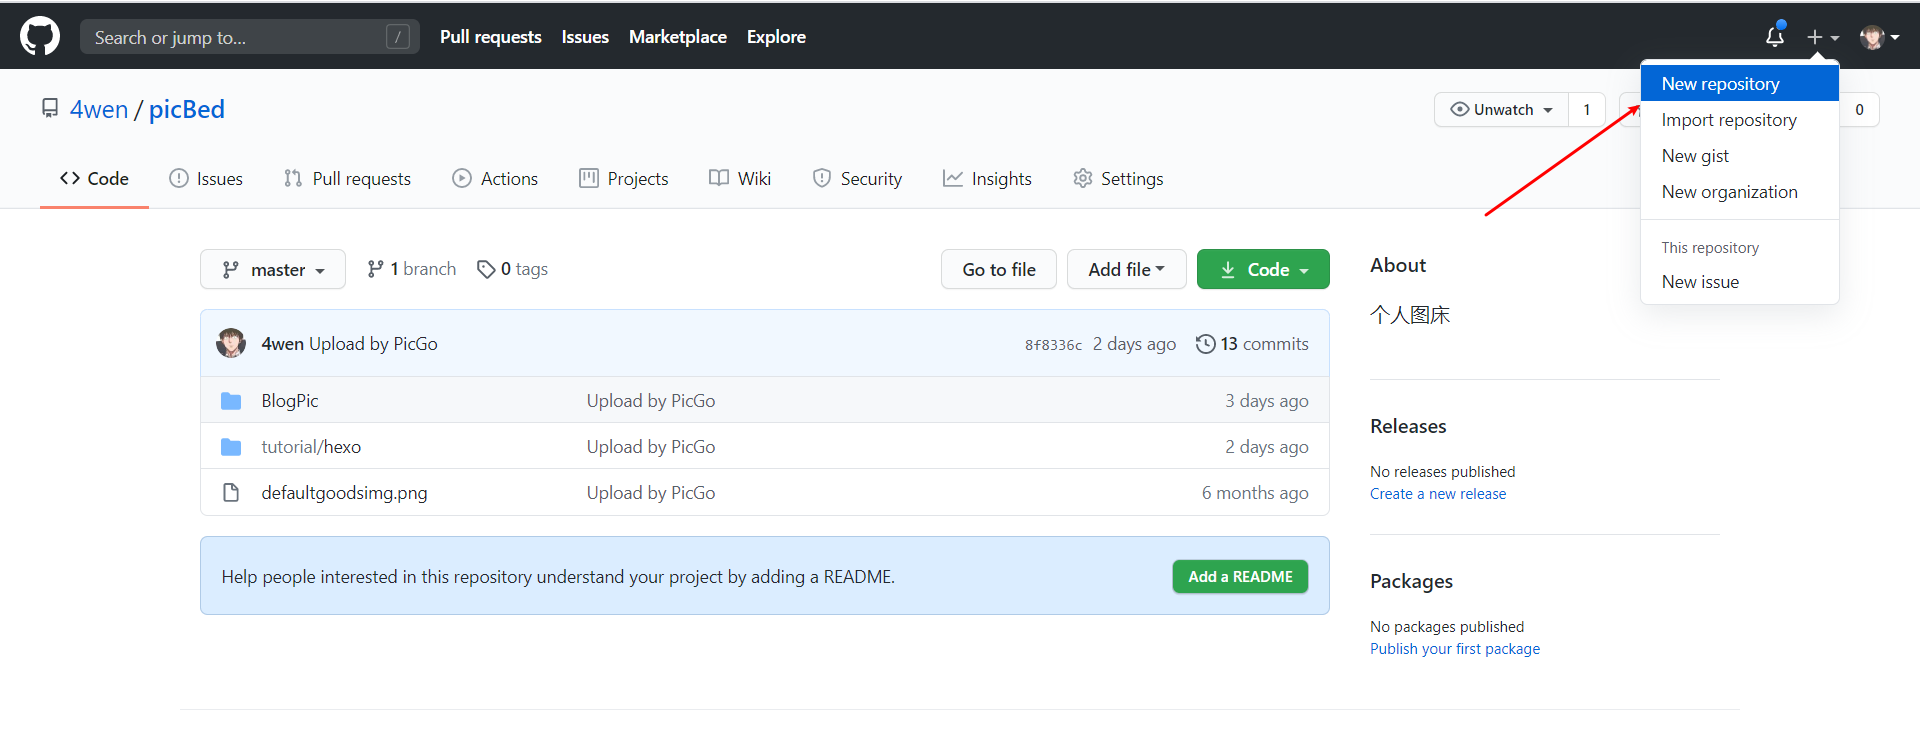 Search or jump to... / Pull requests Issues Marketplace Explore
New repository
Import repository
New gist
New organization
This repository
New issue
4wen / picBed
Unwatch 1
0
Code Issues Pull requests Actions Projects Wiki Security Insights Settings
master 1 branch 0 tags Go to file Add file Code
4wen Upload by PicGo 8f8336c 2 days ago 13 commits
BlogPic Upload by PicGo 3 days ago
tutorial/hexo Upload by PicGo 2 days ago
defaultgoodsimg.png Upload by PicGo 6 months ago
Help people interested in this repository understand your project by adding a README. Add a README
About
个人图床
Releases
No releases published
Create a new release
Packages
No packages published
Publish your first package